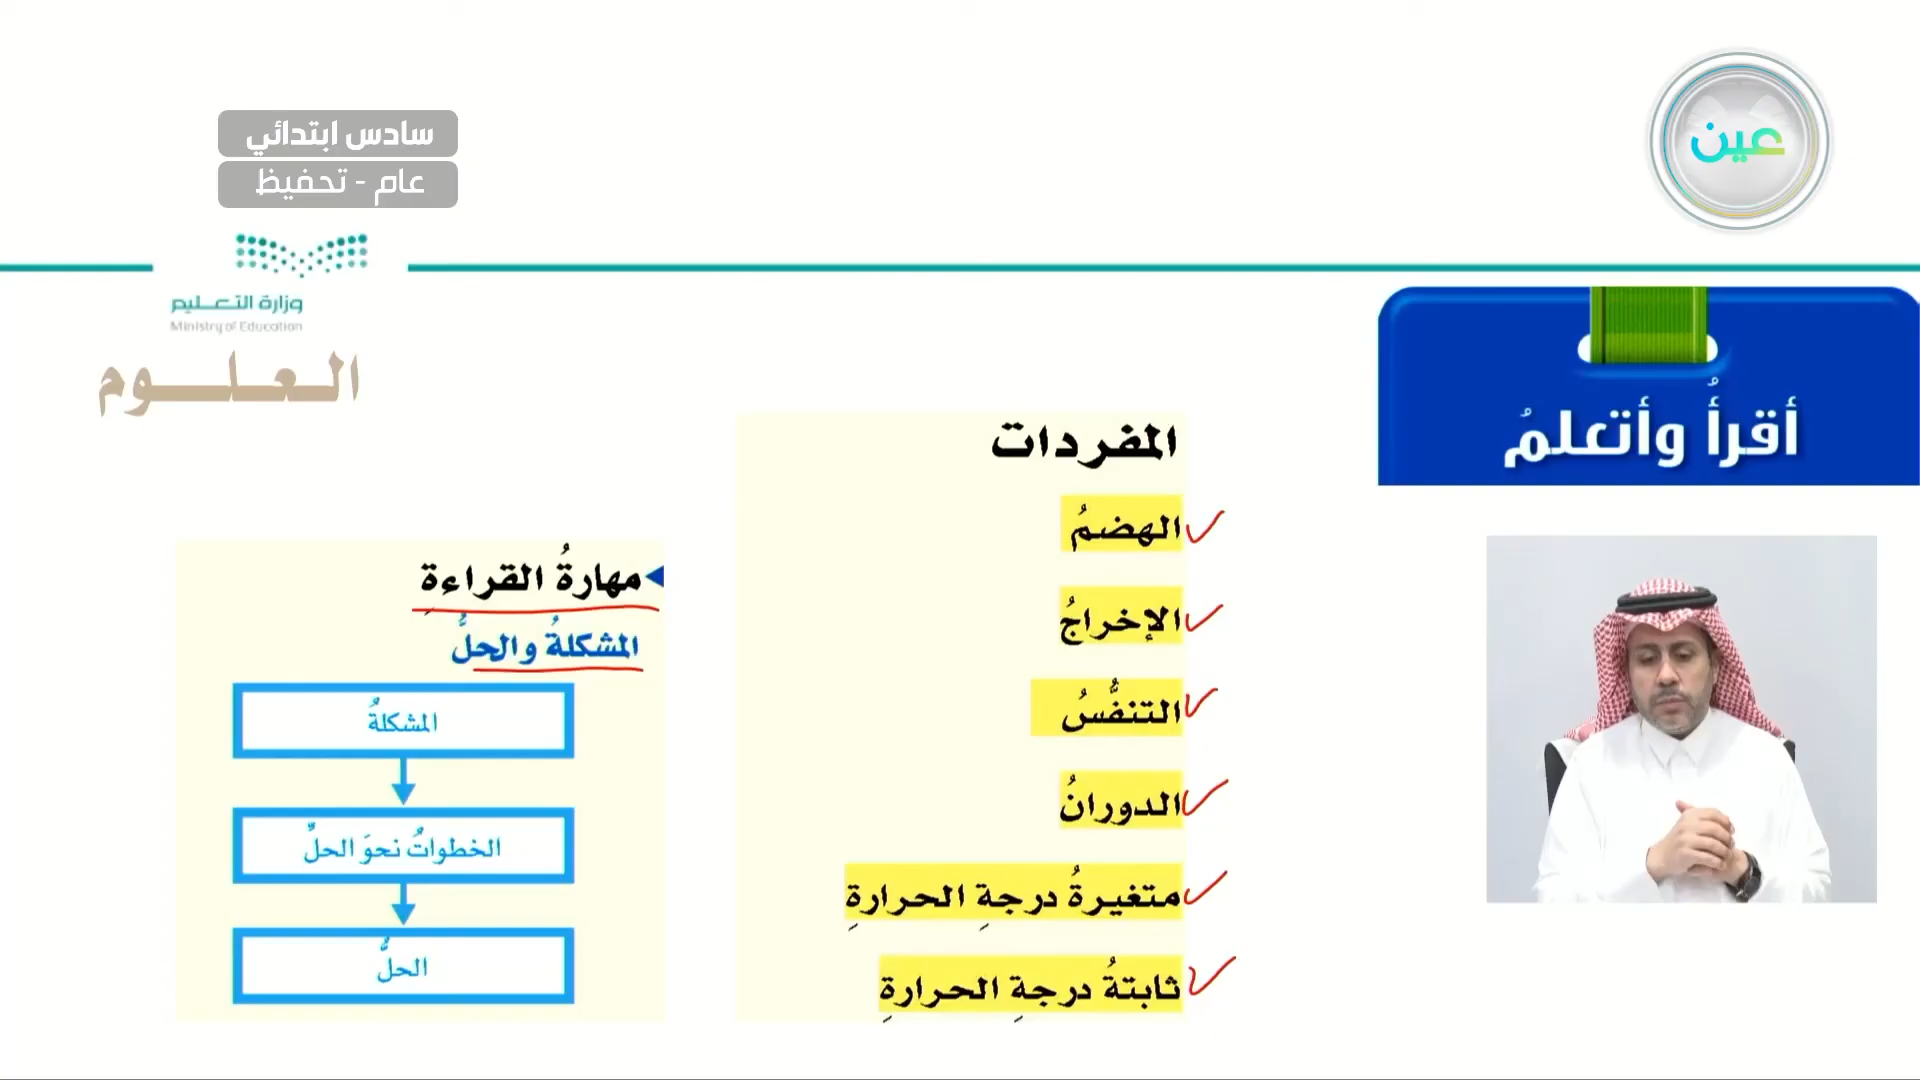 عين
سادس ابتدائي
عام - تحفيظ
وزارة التعليم
Ministry of Education
العلوم
أقرأُ وأتعلمُ
المفردات
الهضمُ
الإخراجُ
التنفُّسُ
الدورانُ
متغيرةُ درجةِ الحرارةِ
ثابتةُ درجةِ الحرارةِ
مهارةُ القراءةِ
المشكلةُ والحلُّ
المشكلةُ
الخطواتُ نحوَ الحلِّ
الحلُّ